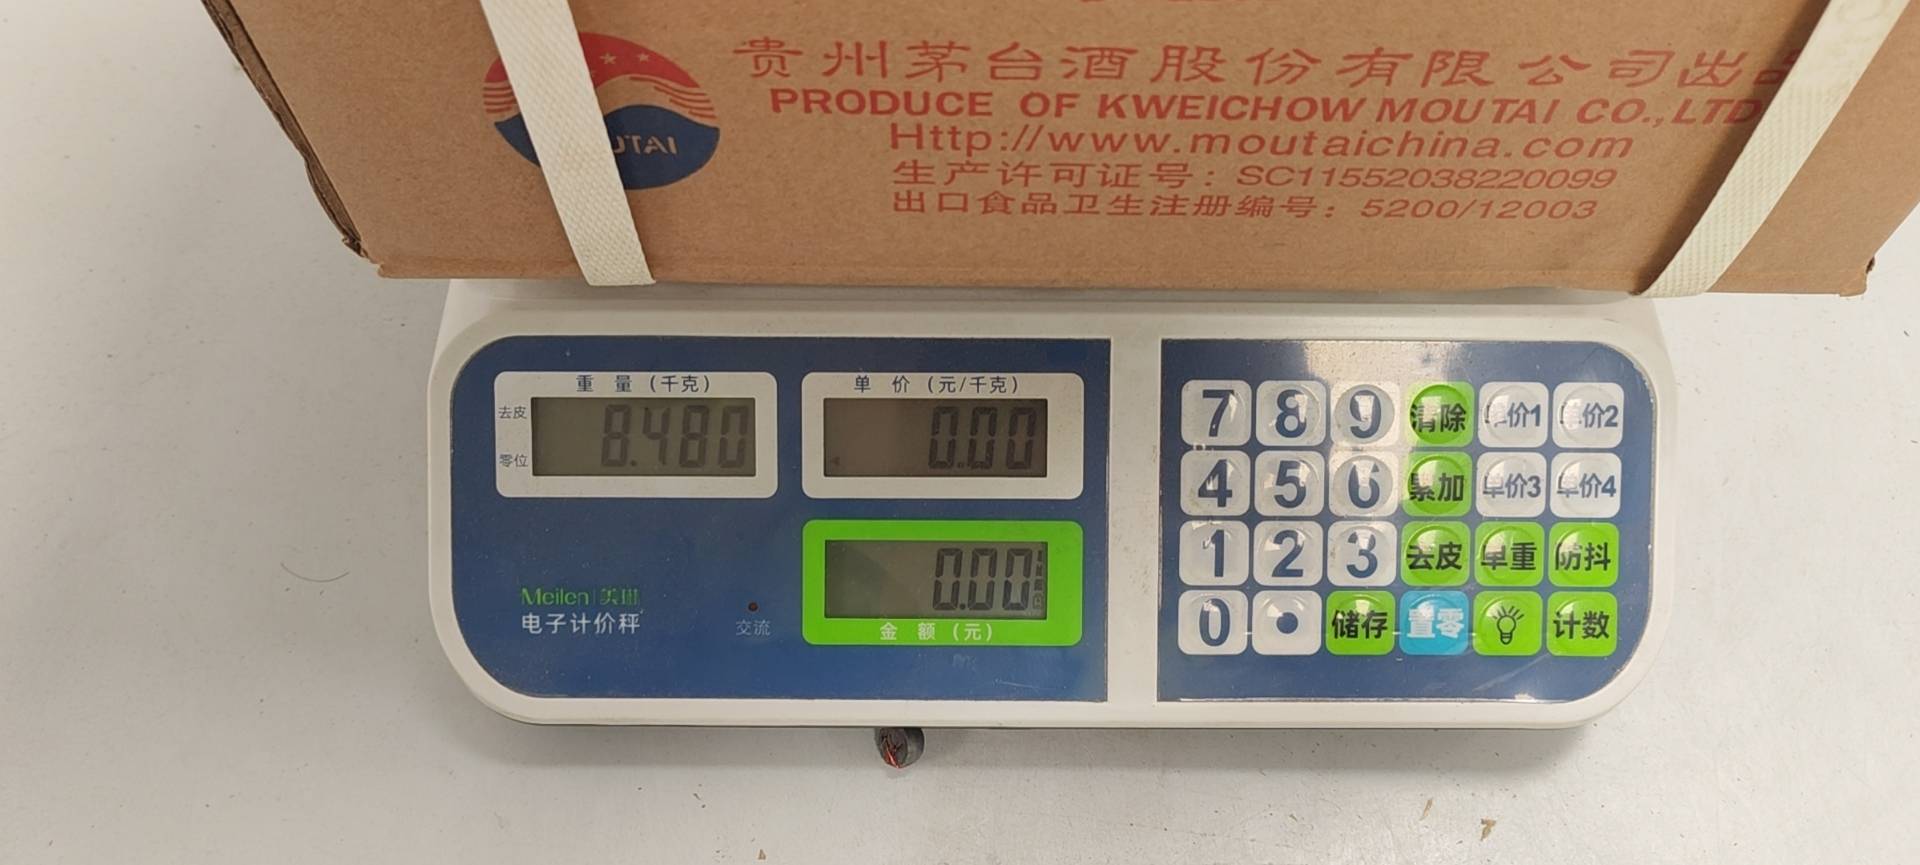 贵州茅台酒股份有限公司出品
PRODUCE OF KWEICHOW MOUTAI CO.,LTD
UTAI
Http://www.moutaichina.com
生产许可证号：SC11552038220099
出口食品卫生注册编号：5200/12003
重 量 (千克)
单 价 (元/千克)
去皮
8.480
0.00
零位
0.00
金 额 (元)
Meilen 美琳
电子计价秤
交流
7 8 9 清除 单价1 单价2
4 5 6 累加 单价3 单价4
1 2 3 去皮 单重 防抖
0 . 储存 置零 计数